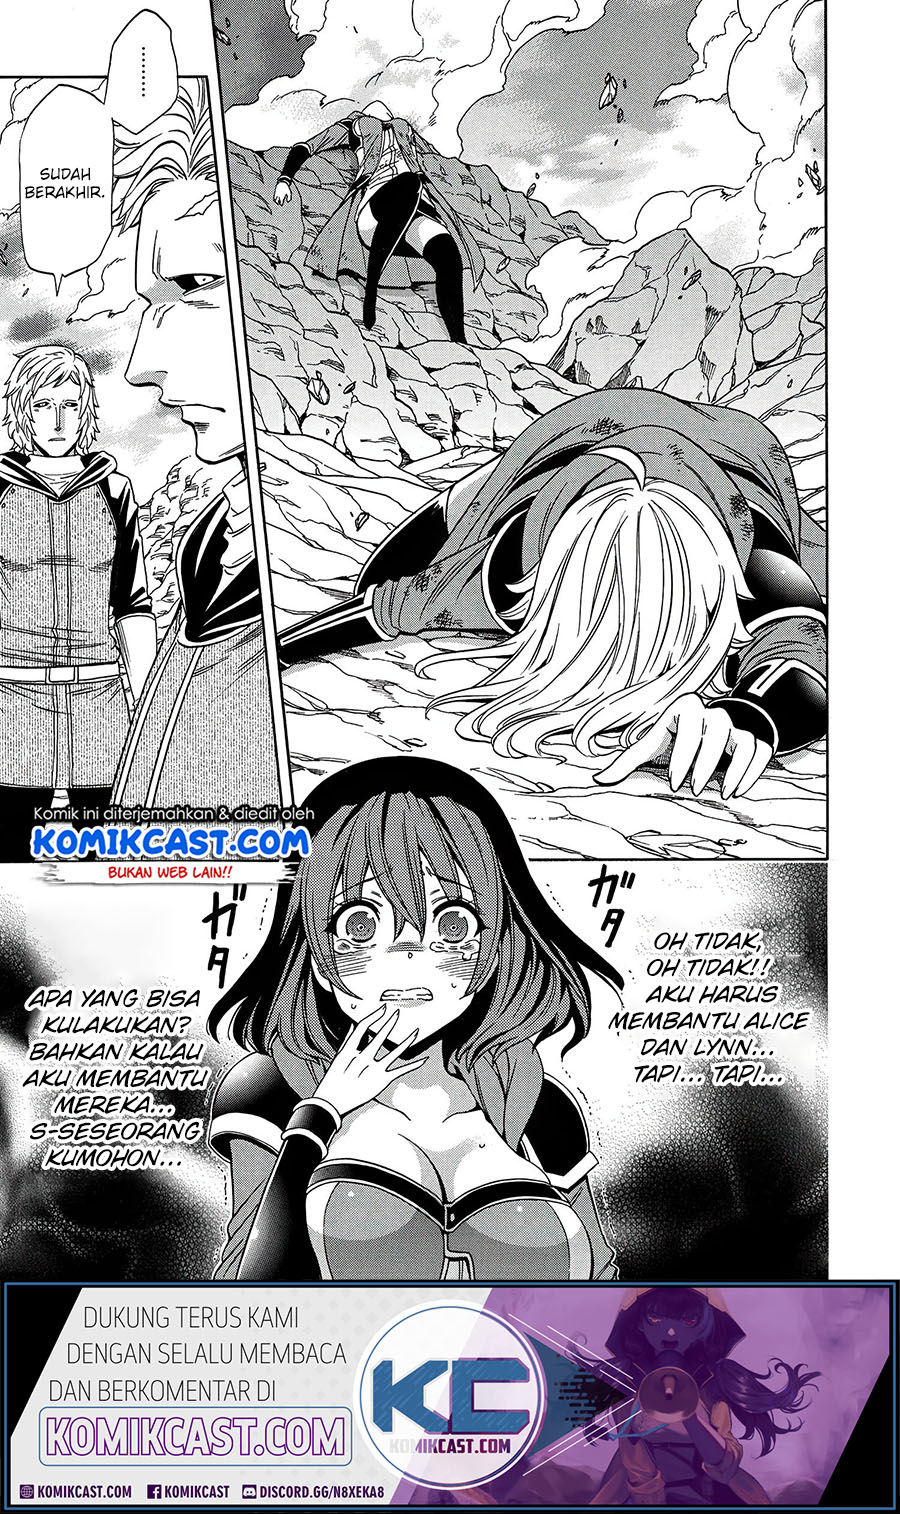 ………
SUDAH
BERAKHIR.
Komik ini diterjemahkan & diedit oleh
KOMIKCAST.COM
BUKAN WEB LAIN!!
ガタ
ガタ
OH TIDAK,
OH TIDAK!!
AKU HARUS
MEMBANTU ALICE
DAN LYNN...
TAPI... TAPI...
APA YANG BISA
KULAKUKAN?
BAHKAN KALAU
AKU MEMBANTU
MEREKA...
S-SESEORANG
KUMOHON...
DUKUNG TERUS KAMI
DENGAN SELALU MEMBACA
DAN BERKOMENTAR DI
KOMIKCAST.COM
KC
KOMIKCAST.COM
KOMIKCAST.COM KOMIKCAST DISCORD.GG/N8XEKA8